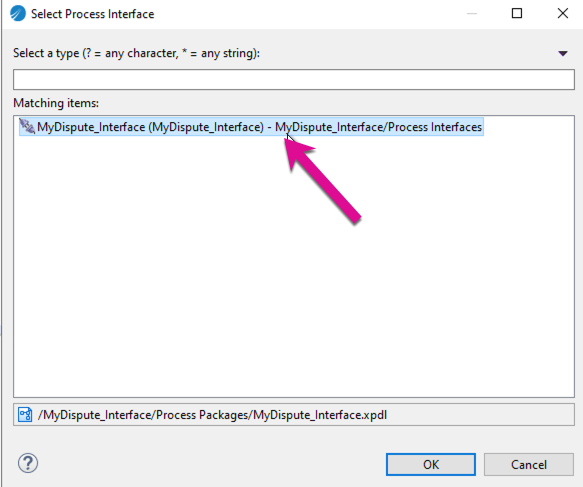 Select Process Interface
Select a type (? = any character, * = any string):
Matching items:
MyDispute_Interface (MyDispute_Interface) - MyDispute_Interface/Process Interfaces
/MyDispute_Interface/Process Packages/MyDispute_Interface.xpdl
?
OK Cancel